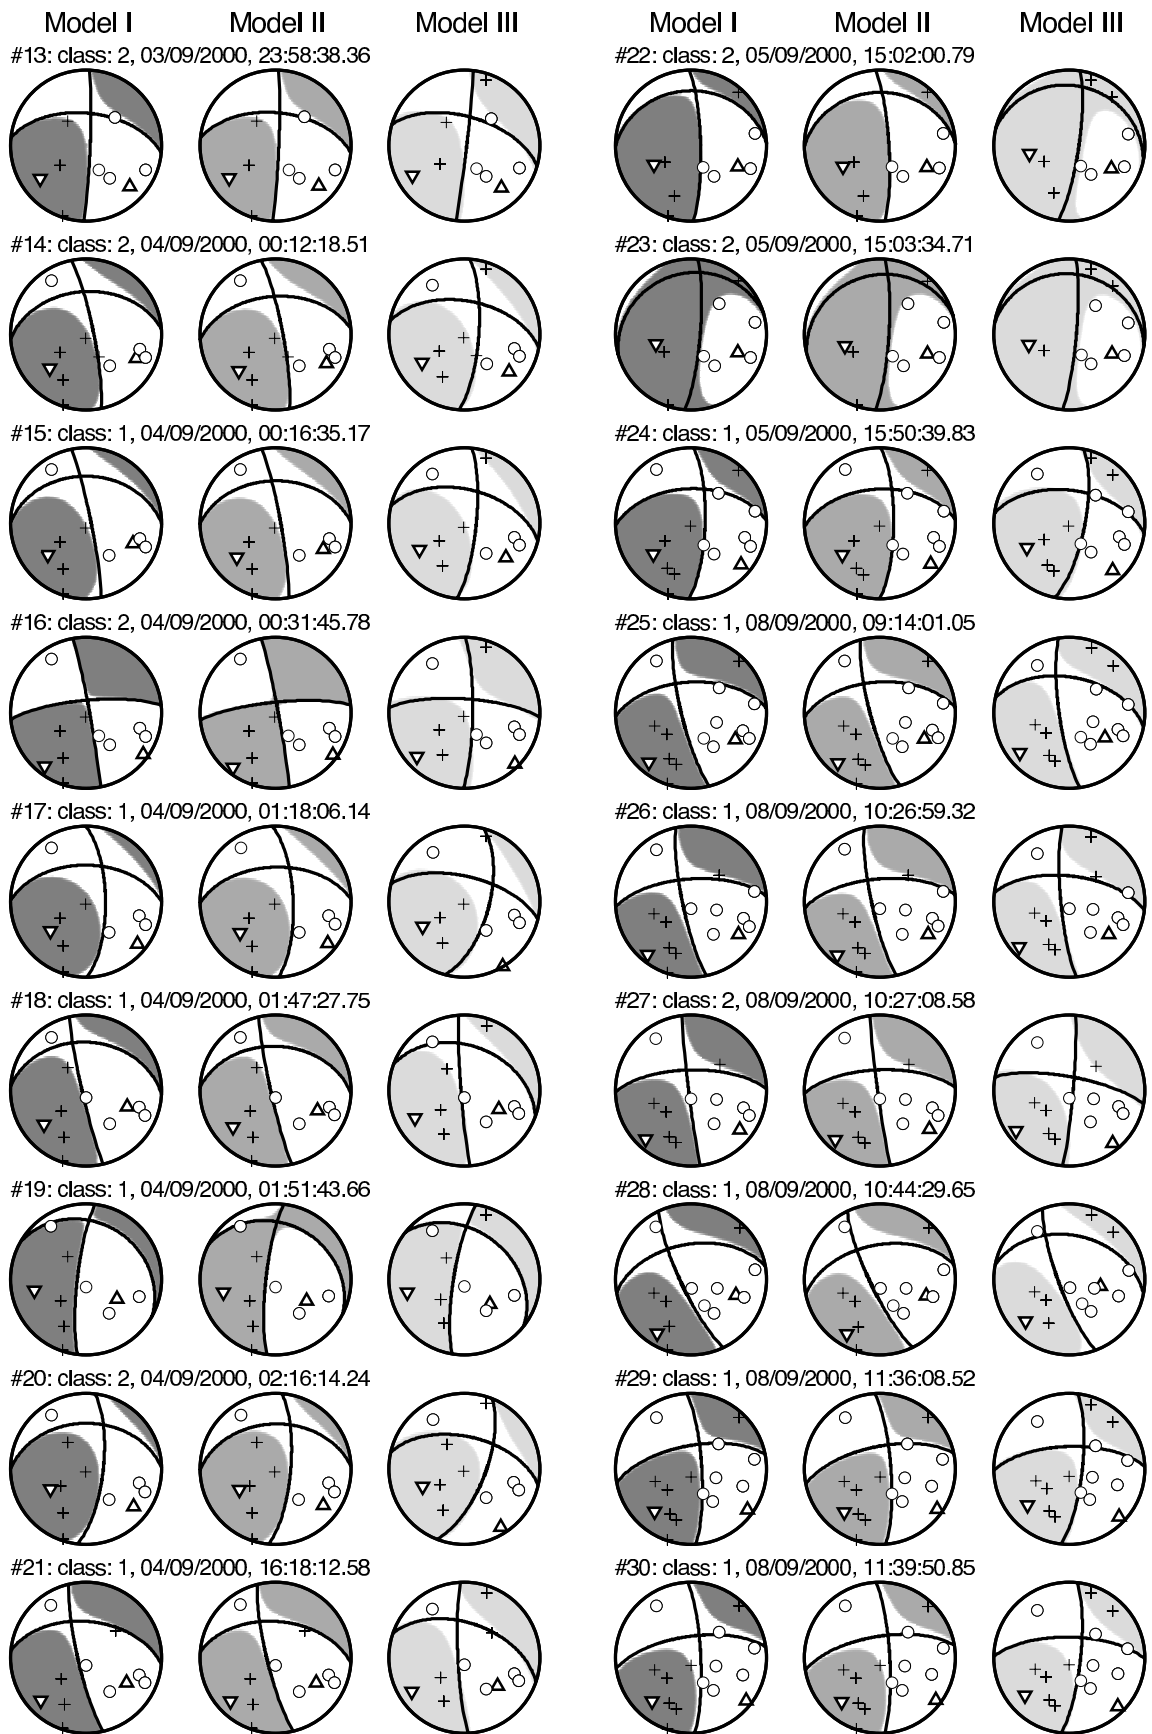 Model I Model II Model III Model I Model II Model III
#13: class: 2, 03/09/2000, 23:58:38.36
#14: class: 2, 04/09/2000, 00:12:18.51
#15: class: 1, 04/09/2000, 00:16:35.17
#16: class: 2, 04/09/2000, 00:31:45.78
#17: class: 1, 04/09/2000, 01:18:06.14
#18: class: 1, 04/09/2000, 01:47:27.75
#19: class: 1, 04/09/2000, 01:51:43.66
#20: class: 2, 04/09/2000, 02:16:14.24
#21: class: 1, 04/09/2000, 16:18:12.58
#22: class: 2, 05/09/2000, 15:02:00.79
#23: class: 2, 05/09/2000, 15:03:34.71
#24: class: 1, 05/09/2000, 15:50:39.83
#25: class: 1, 08/09/2000, 09:14:01.05
#26: class: 1, 08/09/2000, 10:26:59.32
#27: class: 2, 08/09/2000, 10:27:08.58
#28: class: 1, 08/09/2000, 10:44:29.65
#29: class: 1, 08/09/2000, 11:36:08.52
#30: class: 1, 08/09/2000, 11:39:50.85